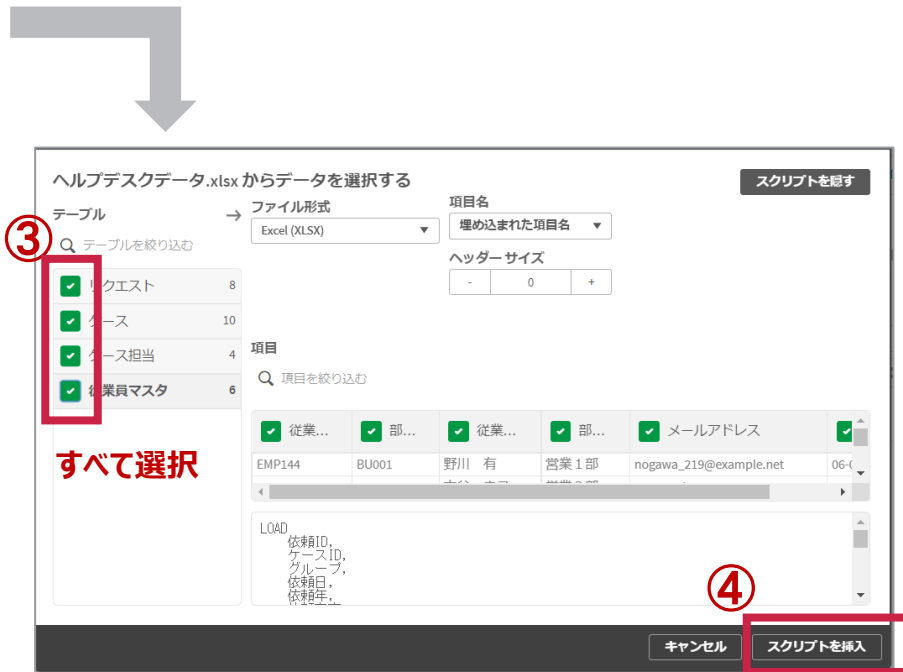 ヘルプデスクデータ.xlsx からデータを選択する
スクリプトを隠す
テーブル
ファイル形式
項目名
Excel (XLSX)
埋め込まれた項目名
③
テーブルを絞り込む
ヘッダー サイズ
- 0 +
リクエスト 8
ケース 10
ケース担当 4
従業員マスタ 6
項目
項目を絞り込む
従業... 部... 従業... 部... メールアドレス
EMP144 BU001 野川 有 営業1部 nogawa_219@example.net
すべて選択
LOAD
依頼ID,
ケースID,
グループ,
依頼日,
依頼年,
④
キャンセル
スクリプトを挿入